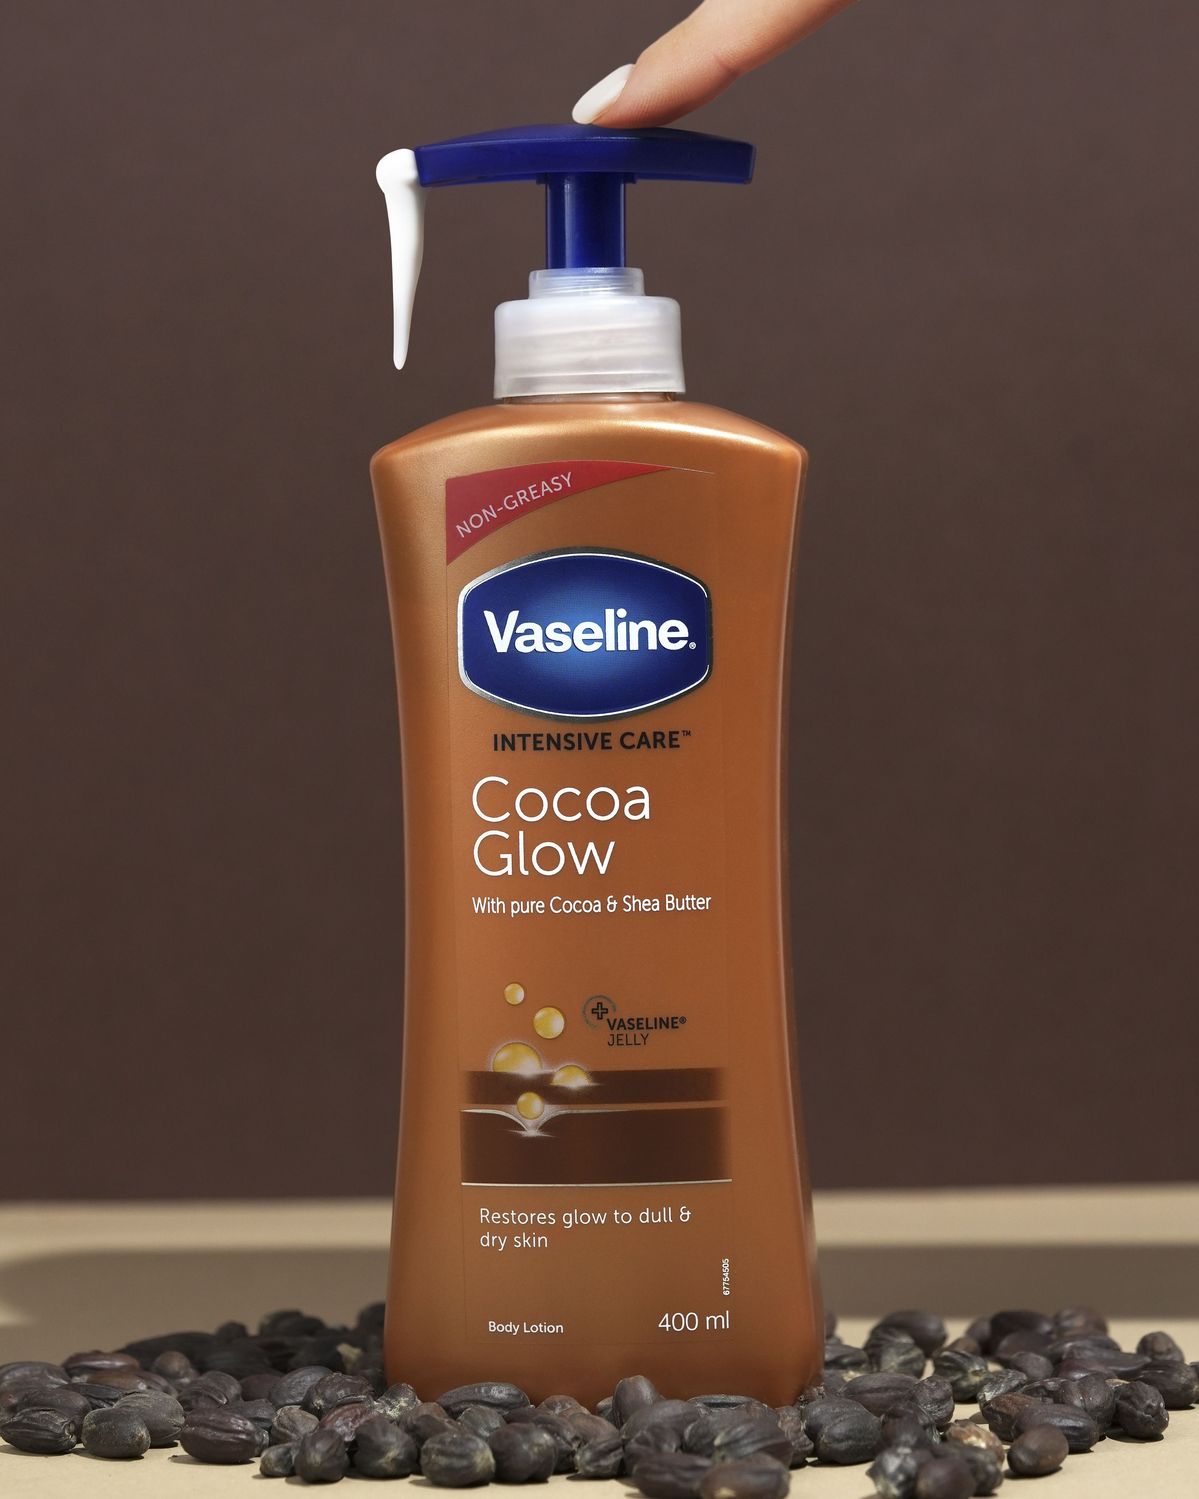 NON-GREASY
Vaseline®
INTENSIVE CARE™
Cocoa
Glow
With pure Cocoa & Shea Butter
VASELINE®
JELLY
Restores glow to dull &
dry skin
67754505
Body Lotion
400 ml